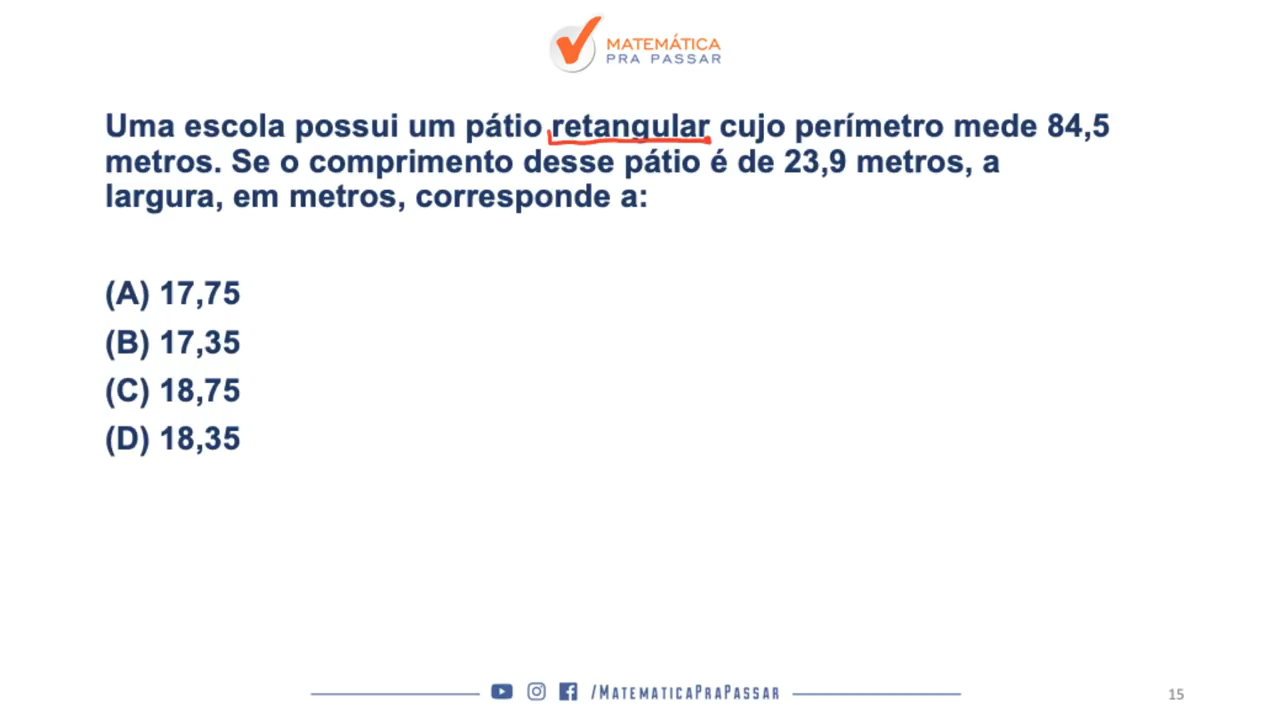 MATEMÁTICA
PRA PASSAR
Uma escola possui um pátio retangular cujo perímetro mede 84,5
metros. Se o comprimento desse pátio é de 23,9 metros, a
largura, em metros, corresponde a:
(A) 17,75
(B) 17,35
(C) 18,75
(D) 18,35
/MATEMATICAPRAPASSAR
15